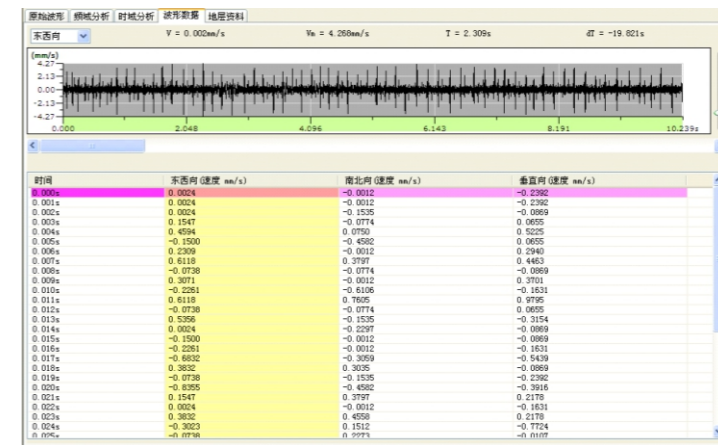 原始波形 频域分析 时域分析 波形数据 地层资料
东西向 V = 0.002mm/s Vm = 4.268mm/s T = 2.309s dT = -19.821s
(mm/s)
4.27
2.13
0.00
-2.13
-4.27
0.000 2.048 4.096 6.143 8.191 10.239s
时间 东西向(速度 mm/s) 南北向(速度 mm/s) 垂直向(速度 mm/s)
0.000s 0.0024 -0.0012 -0.2392
0.001s 0.0024 -0.0012 -0.2392
0.002s 0.0024 -0.1535 -0.0869
0.003s 0.1547 -0.0774 0.0655
0.004s 0.4594 0.0750 0.5225
0.005s -0.1500 -0.4582 0.0655
0.006s 0.2309 -0.0012 0.2940
0.007s 0.6118 0.3797 0.4463
0.008s -0.0738 -0.0774 -0.0869
0.009s 0.3071 -0.0012 0.3701
0.010s -0.2261 -0.6106 -0.1631
0.011s 0.6118 0.7605 0.9795
0.012s -0.0738 -0.0774 0.0655
0.013s 0.5356 -0.1535 -0.3154
0.014s 0.0024 -0.2297 -0.0869
0.015s -0.1500 -0.0012 -0.0869
0.016s -0.2261 -0.0012 -0.1631
0.017s -0.6832 -0.3059 -0.5439
0.018s 0.3832 0.3035 -0.0869
0.019s -0.0738 -0.1535 -0.2392
0.020s -0.8355 -0.4582 -0.3916
0.021s 0.1547 0.3797 0.2178
0.022s 0.0024 -0.0012 -0.1631
0.023s 0.3832 0.4558 0.2178
0.024s -0.3023 0.1512 -0.7724
0.025s -0.0738 0.2273 -0.0107